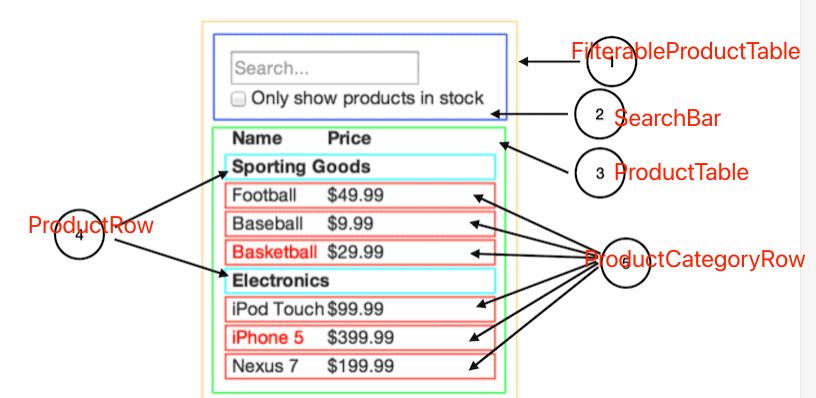 FilterableProductTable
1
Search...
Only show products in stock
2
SearchBar
Name Price
Sporting Goods
3
ProductTable
Football $49.99
Baseball $9.99
ProductRow
4
Basketball $29.99
ProductCategoryRow
5
Electronics
iPod Touch $99.99
iPhone 5 $399.99
Nexus 7 $199.99